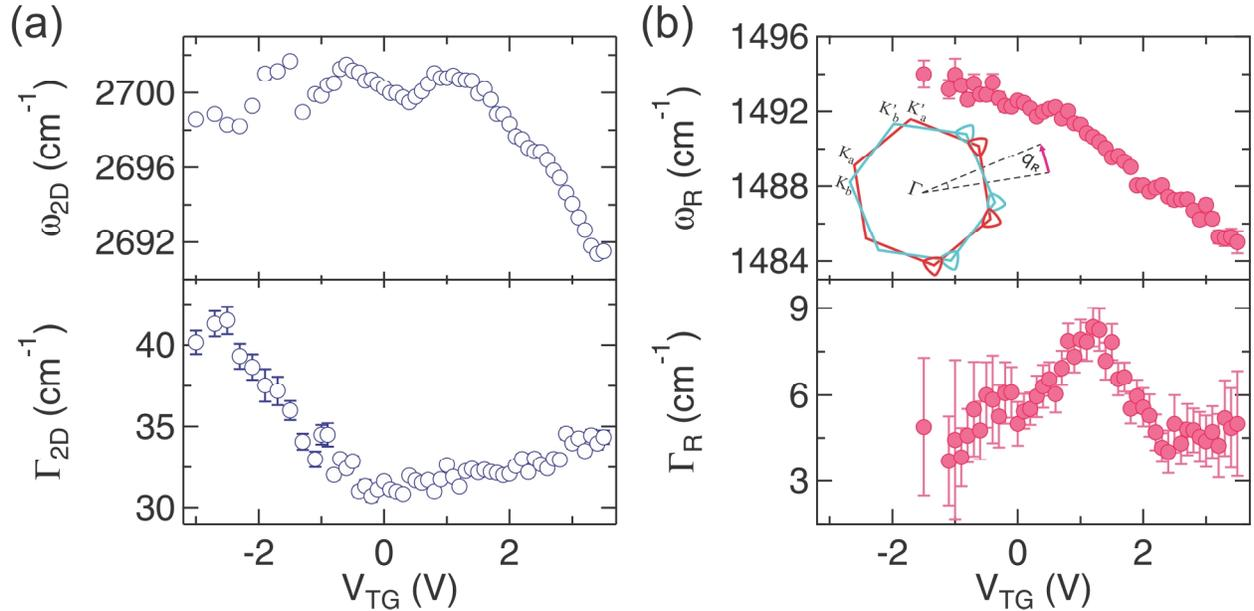 (a)
ω2D (cm-1)
2700
2696
2692
Γ2D (cm-1)
40
35
30
-2 0 2
VTG (V)
(b)
ωR (cm-1)
1496
1492
1488
1484
K'b K'a
Ka
Kb
Γ
qR
ΓR (cm-1)
9
6
3
-2 0 2
VTG (V)